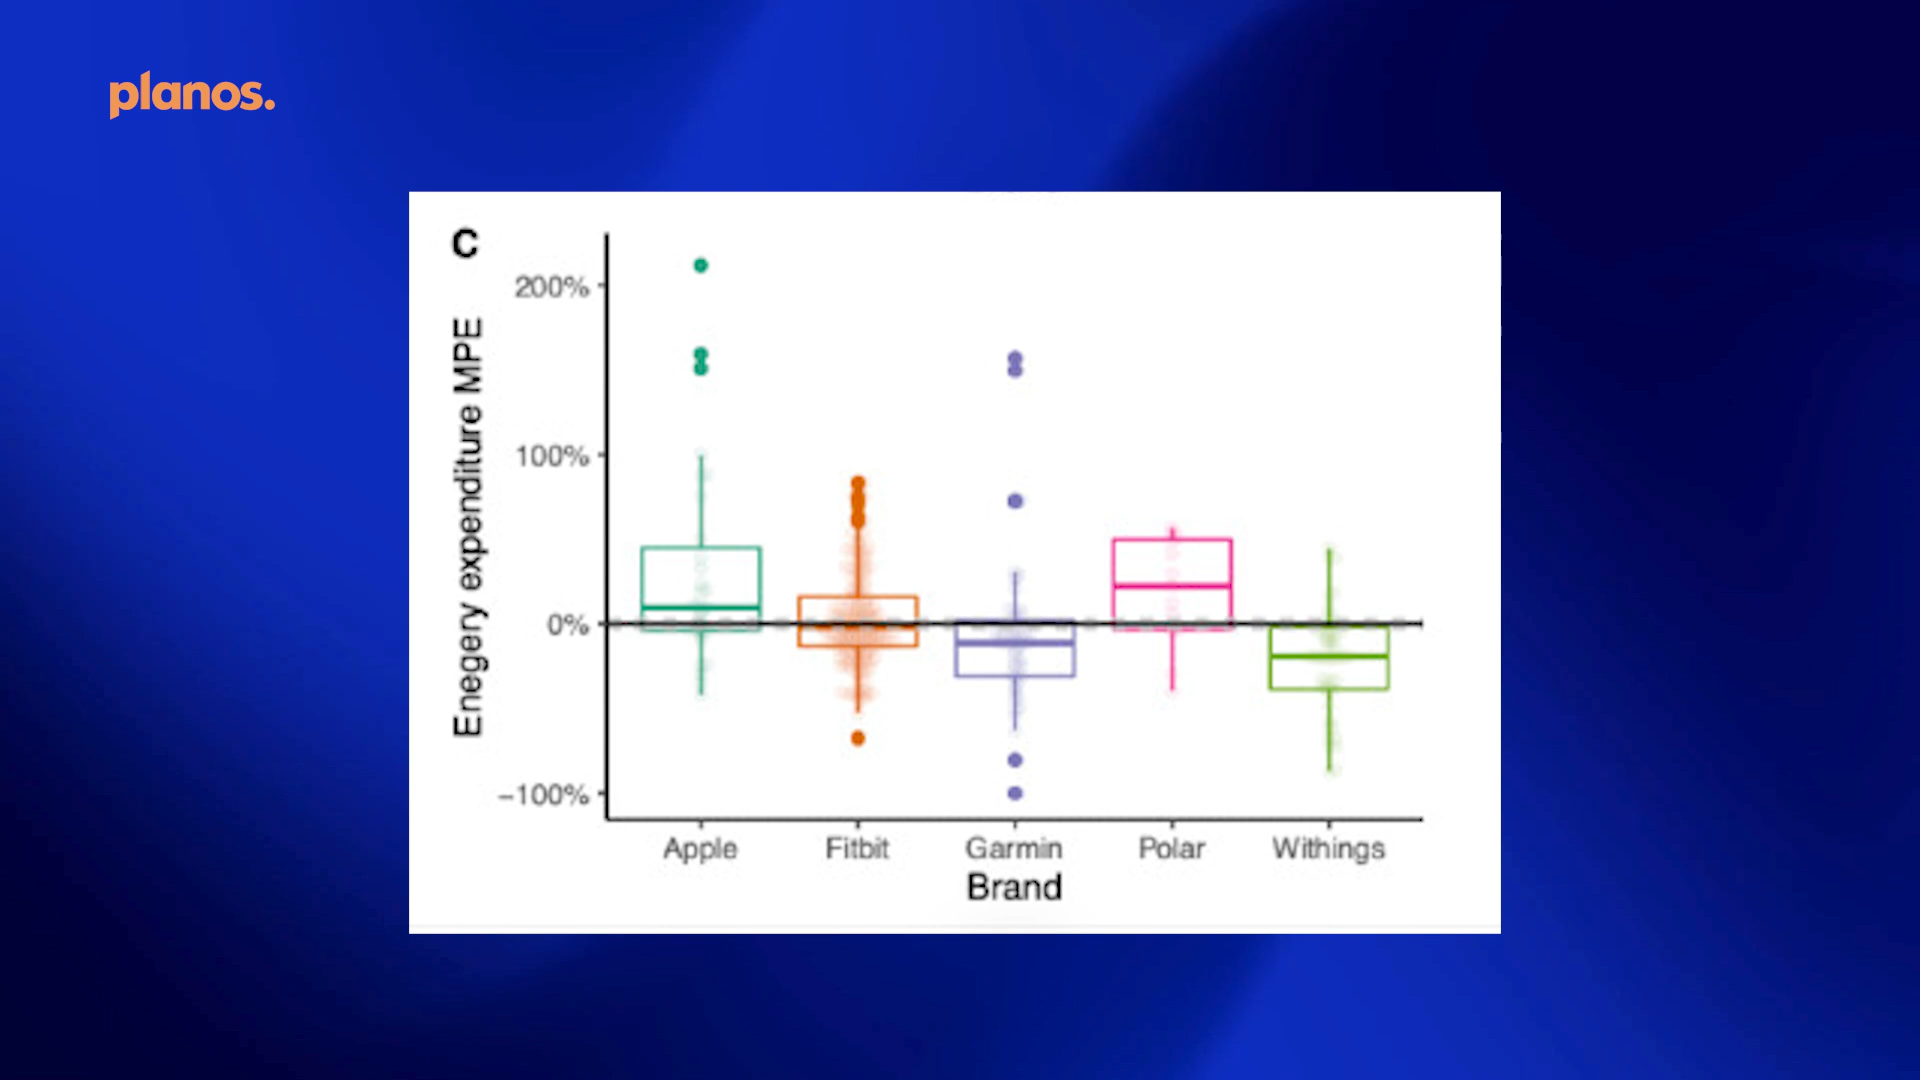 planos.
C
Enegery expenditure MPE
200%
100%
0%
−100%
Apple Fitbit Garmin Polar Withings
Brand